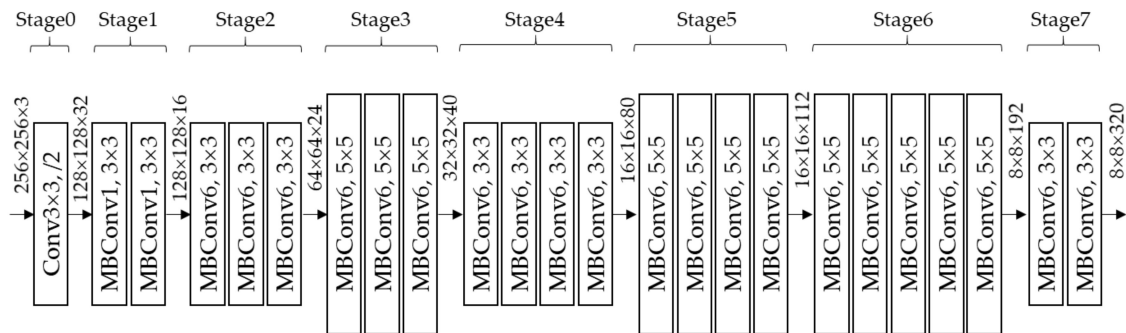 Stage0
Stage1
Stage2
Stage3
Stage4
Stage5
Stage6
Stage7
256×256×3
Conv3×3, /2
128×128×32
MBConv1, 3×3
MBConv1, 3×3
128×128×16
MBConv6, 3×3
MBConv6, 3×3
MBConv6, 3×3
64×64×24
MBConv6, 5×5
MBConv6, 5×5
MBConv6, 5×5
32×32×40
MBConv6, 3×3
MBConv6, 3×3
MBConv6, 3×3
MBConv6, 3×3
16×16×80
MBConv6, 5×5
MBConv6, 5×5
MBConv6, 5×5
MBConv6, 5×5
16×16×112
MBConv6, 5×5
MBConv6, 5×5
MBConv6, 5×5
MBConv6, 5×5
MBConv6, 5×5
8×8×192
MBConv6, 3×3
MBConv6, 3×3
8×8×320